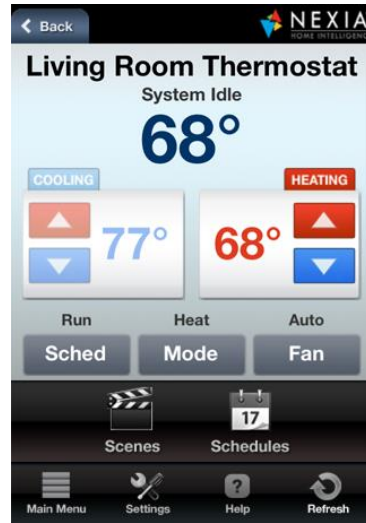 Back
NEXIA
HOME INTELLIGENCE
Living Room Thermostat
System Idle
68°
COOLING
HEATING
77°
68°
Run
Heat
Auto
Sched
Mode
Fan
17
Scenes
Schedules
Main Menu
Settings
?
Help
Refresh